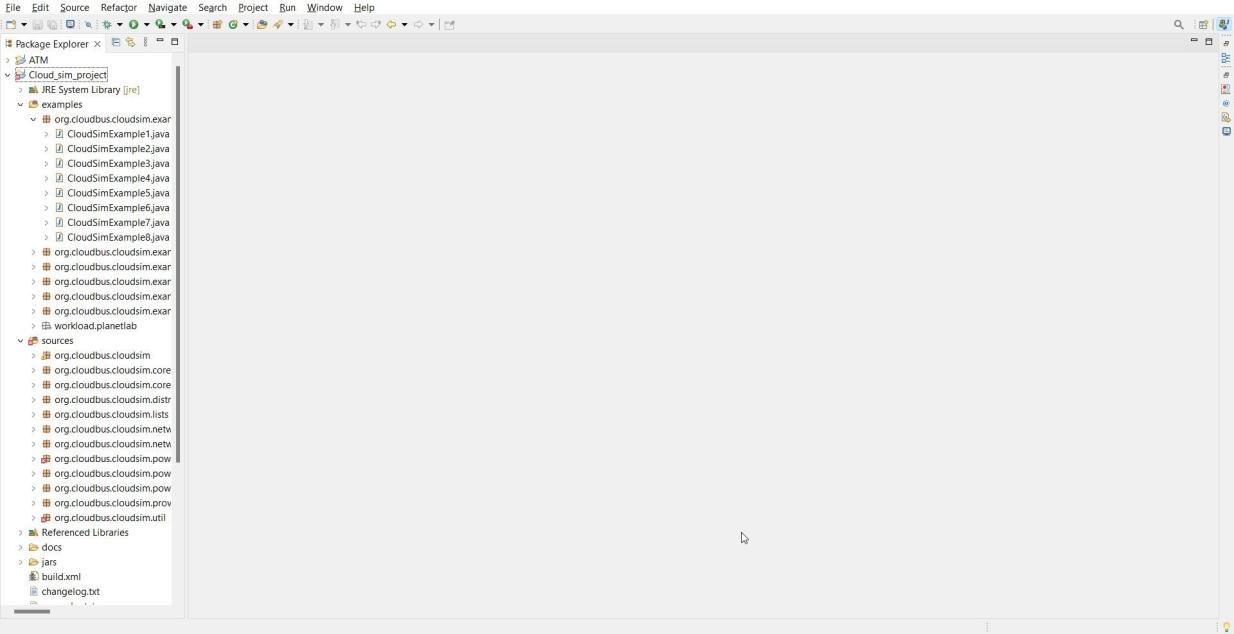 File Edit Source Refactor Navigate Search Project Run Window Help
Package Explorer
ATM
Cloud_sim_project
JRE System Library [jre]
examples
org.cloudbus.cloudsim.exar
CloudSimExample1.java
CloudSimExample2.java
CloudSimExample3.java
CloudSimExample4.java
CloudSimExample5.java
CloudSimExample6.java
CloudSimExample7.java
CloudSimExample8.java
org.cloudbus.cloudsim.exar
org.cloudbus.cloudsim.exar
org.cloudbus.cloudsim.exar
org.cloudbus.cloudsim.exar
org.cloudbus.cloudsim.exar
workload.planetlab
sources
org.cloudbus.cloudsim
org.cloudbus.cloudsim.core
org.cloudbus.cloudsim.core
org.cloudbus.cloudsim.distr
org.cloudbus.cloudsim.lists
org.cloudbus.cloudsim.netw
org.cloudbus.cloudsim.netw
org.cloudbus.cloudsim.pow
org.cloudbus.cloudsim.pow
org.cloudbus.cloudsim.pow
org.cloudbus.cloudsim.prov
org.cloudbus.cloudsim.util
Referenced Libraries
docs
jars
build.xml
changelog.txt